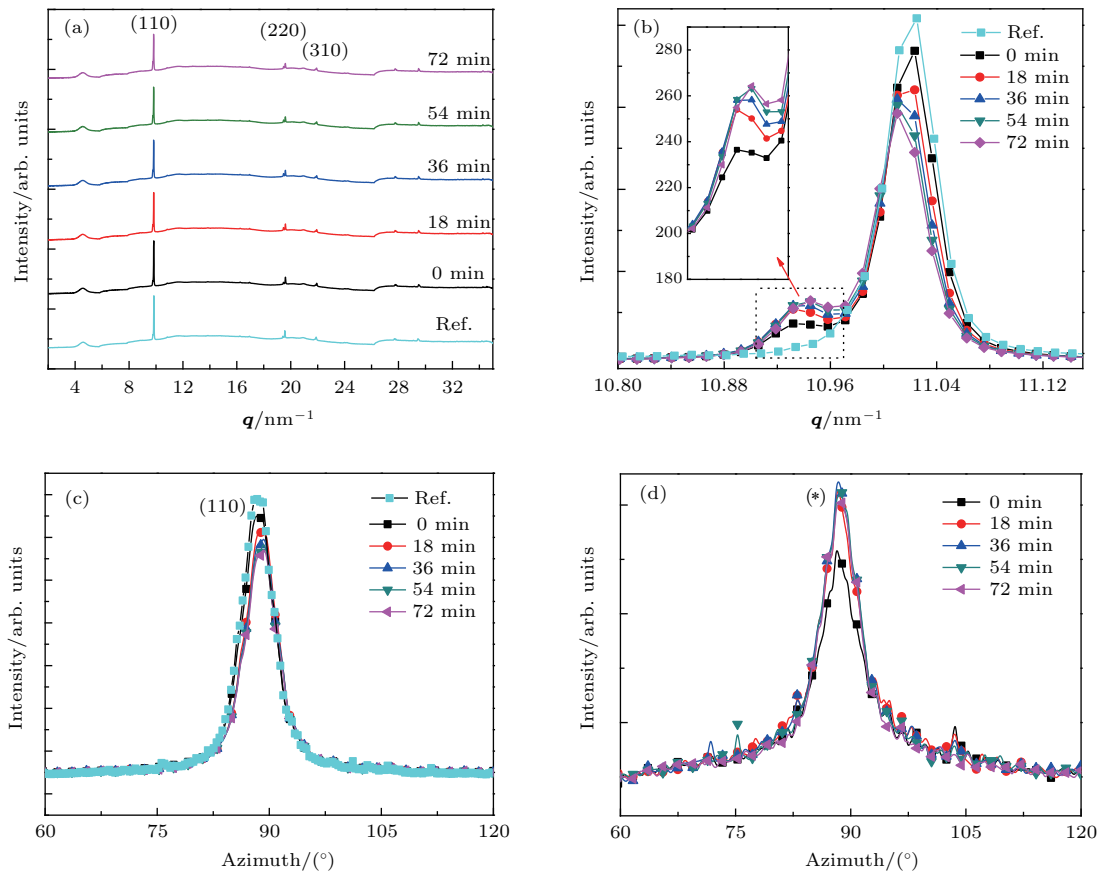 (a)
(110)
(220)
(310)
72 min
54 min
36 min
18 min
0 min
Ref.
Intensity/arb. units
4 8 12 16 20 24 28 32
q/nm⁻¹
(b)
280
260
240
220
200
180
Ref.
0 min
18 min
36 min
54 min
72 min
Intensity/arb. units
10.80 10.88 10.96 11.04 11.12
q/nm⁻¹
(c)
(110)
Ref.
0 min
18 min
36 min
54 min
72 min
Intensity/arb. units
60 75 90 105 120
Azimuth/(°)
(d)
(*)
0 min
18 min
36 min
54 min
72 min
Intensity/arb. units
60 75 90 105 120
Azimuth/(°)